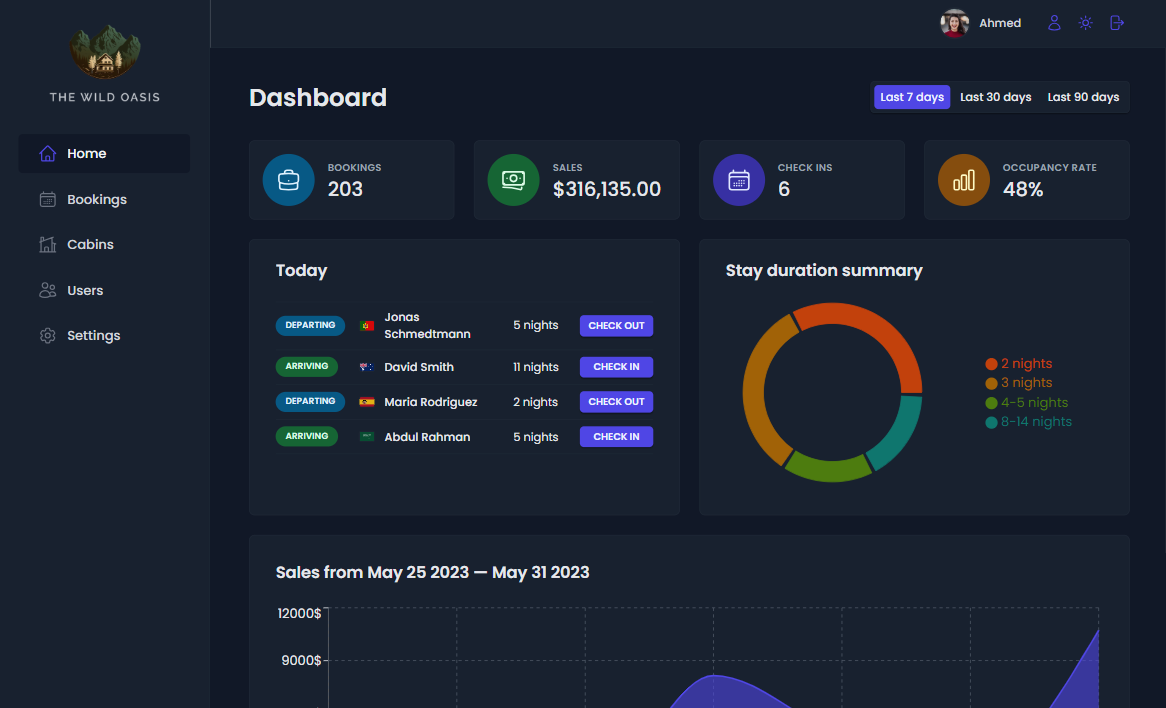 THE WILD OASIS
Home
Bookings
Cabins
Users
Settings
Ahmed
Dashboard
Last 7 days Last 30 days Last 90 days
BOOKINGS
203
SALES
$316,135.00
CHECK INS
6
OCCUPANCY RATE
48%
Today
DEPARTING Jonas
Schmedtmann 5 nights CHECK OUT
ARRIVING David Smith 11 nights CHECK IN
DEPARTING Maria Rodriguez 2 nights CHECK OUT
ARRIVING Abdul Rahman 5 nights CHECK IN
Stay duration summary
2 nights
3 nights
4-5 nights
8-14 nights
Sales from May 25 2023 — May 31 2023
12000$
9000$